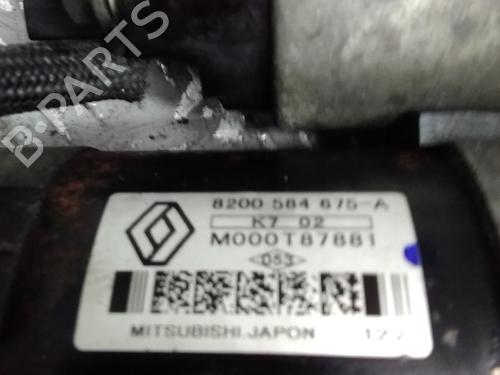 B-PARTS
8200 584 675-A
K7 02
M000T87881
053
MITSUBISHI.JAPON